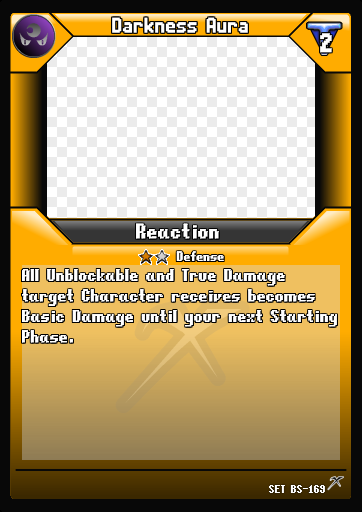 Darkness Aura
2
Reaction
Defense
All Unblockable and True Damage
target Character receives becomes
Basic Damage until your next Starting
Phase.
SET BS-169